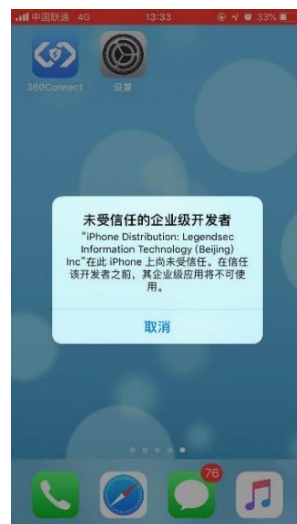 中国联通 4G 13:33 33%
360Connect 设置
未受信任的企业级开发者
"iPhone Distribution: Legendsec
Information Technology (Beijing)
Inc"在此 iPhone 上尚未受信任。在信任
该开发者之前，其企业级应用将不可使
用。
取消
76